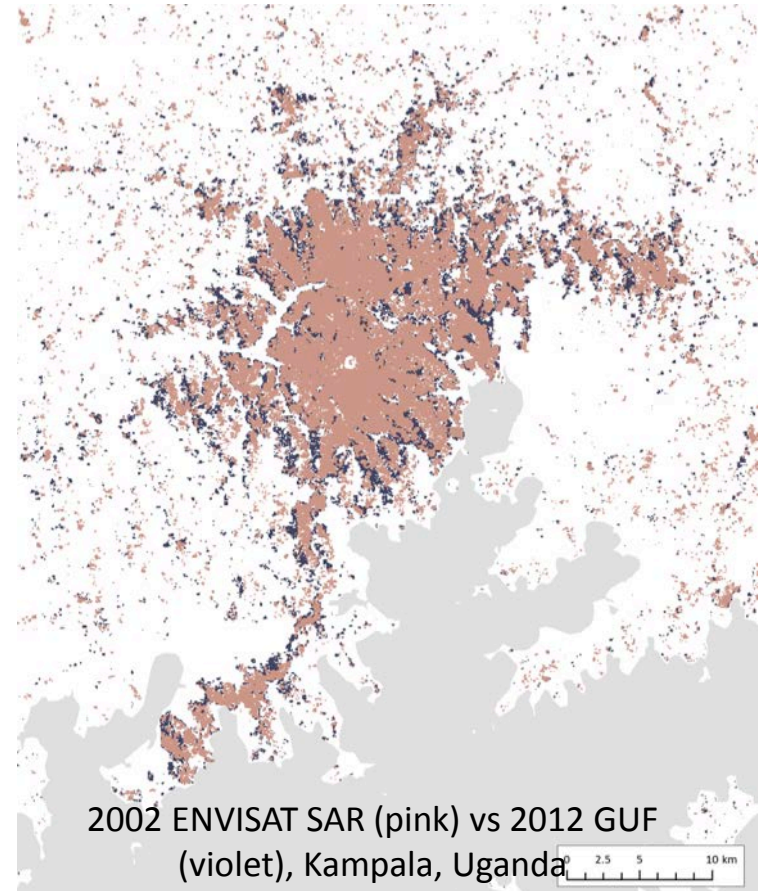 2002 ENVISAT SAR (pink) vs 2012 GUF
(violet), Kampala, Uganda
0 2.5 5 10 km